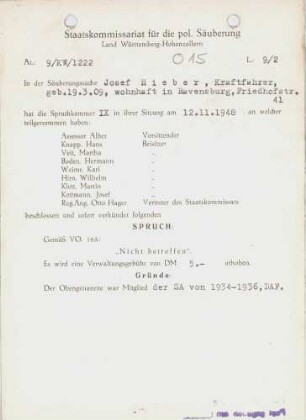 Staatskommissariat für die pol. Säuberung
Land Württemberg-Hohenzollern
Az. 9/KW/1222 015 L. 9/2
In der Säuberungssache Josef Hieber, Kraftfahrer,
geb.19.3.09, wohnhaft in Ravensburg, Friedhofstr.
41
hat die Spruchkammer IX in ihrer Sitzung am 12.11.1948 an welcher
teilgenommen haben:
Assessor Alber Vorsitzender
Knapp, Hans Beisitzer
Veit, Martha "
Boden, Hermann "
Weimt, Karl "
Hirn, Wilhelm "
Klotz, Martin "
Kottmann, Josef "
Reg.Ang. Otto Hager Vertreter des Staatskommissars
beschlossen und sofort verkündet folgenden
SPRUCH:
Gemäß VO. 165:
„Nicht betroffen".
Es wird eine Verwaltungsgebühr von DM 5.- erhoben.
Gründe:
Der Obengenannte war Mitglied der SA von 1934-1936, DAF.